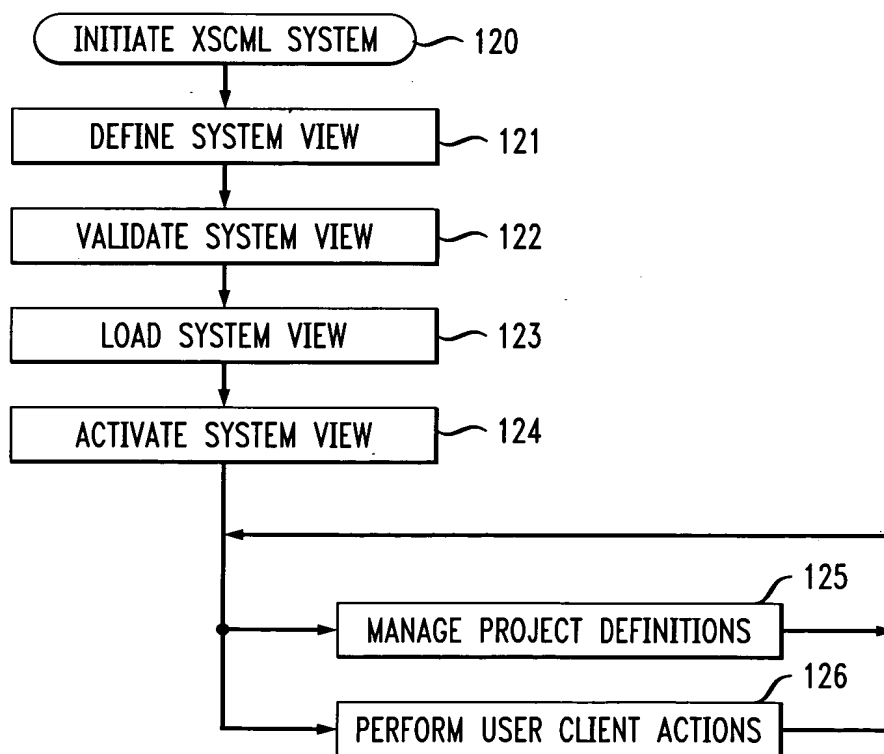 INITIATE XSCML SYSTEM 120
DEFINE SYSTEM VIEW 121
VALIDATE SYSTEM VIEW 122
LOAD SYSTEM VIEW 123
ACTIVATE SYSTEM VIEW 124
125
MANAGE PROJECT DEFINITIONS
126
PERFORM USER CLIENT ACTIONS